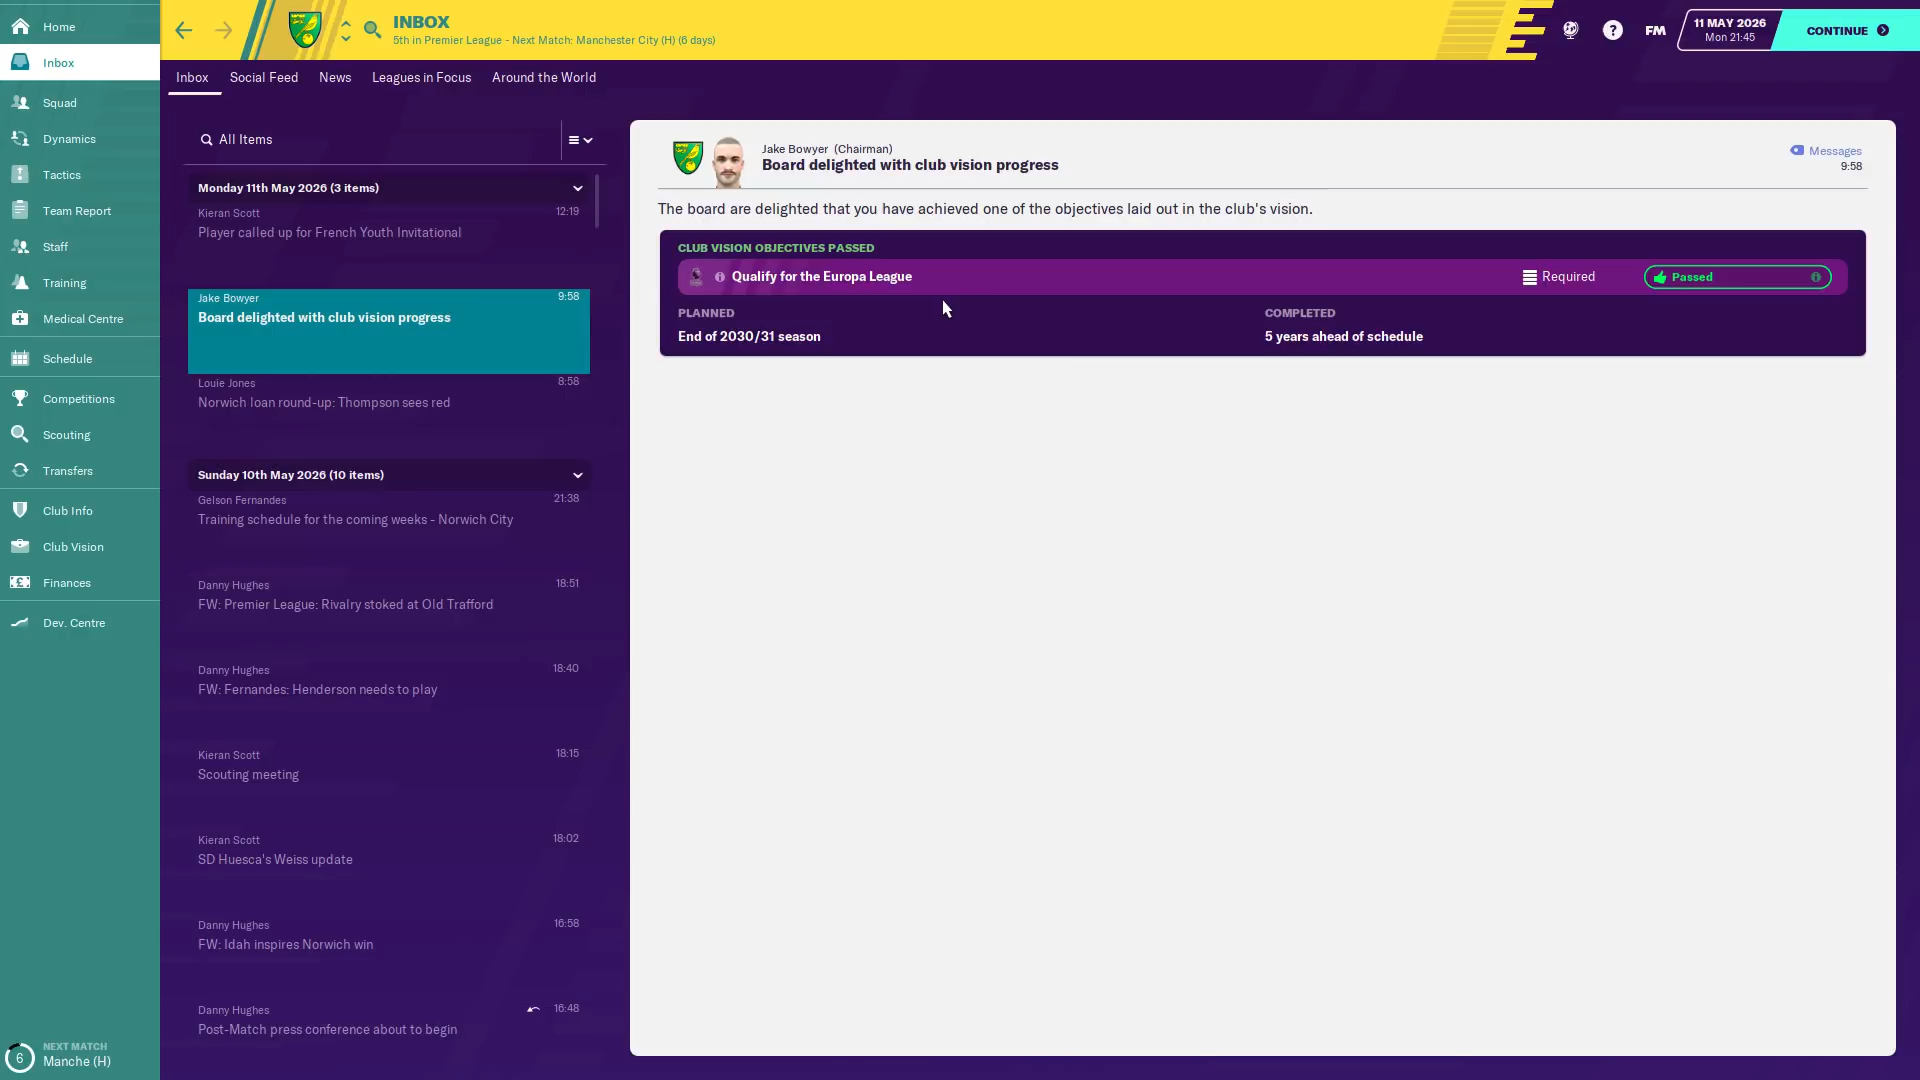 Home
Inbox
Squad
Dynamics
Tactics
Team Report
Staff
Training
Medical Centre
Schedule
Competitions
Scouting
Transfers
Club Info
Club Vision
Finances
Dev. Centre
6
NEXT MATCH
Manche (H)
INBOX
5th in Premier League - Next Match: Manchester City (H) (6 days)
?
FM
11 MAY 2026
Mon 21:45
CONTINUE
Inbox Social Feed News Leagues in Focus Around the World
All Items
Monday 11th May 2026 (3 items)
Kieran Scott 12:19
Player called up for French Youth Invitational
Jake Bowyer 9:58
Board delighted with club vision progress
Louie Jones 8:58
Norwich loan round-up: Thompson sees red
Sunday 10th May 2026 (10 items)
Gelson Fernandes 21:38
Training schedule for the coming weeks - Norwich City
Danny Hughes 18:51
FW: Premier League: Rivalry stoked at Old Trafford
Danny Hughes 18:40
FW: Fernandes: Henderson needs to play
Kieran Scott 18:15
Scouting meeting
Kieran Scott 18:02
SD Huesca's Weiss update
Danny Hughes 16:58
FW: Idah inspires Norwich win
Danny Hughes 16:48
Post-Match press conference about to begin
Jake Bowyer (Chairman)
Board delighted with club vision progress
Messages
9:58
The board are delighted that you have achieved one of the objectives laid out in the club's vision.
CLUB VISION OBJECTIVES PASSED
Qualify for the Europa League Required Passed
PLANNED COMPLETED
End of 2030/31 season 5 years ahead of schedule